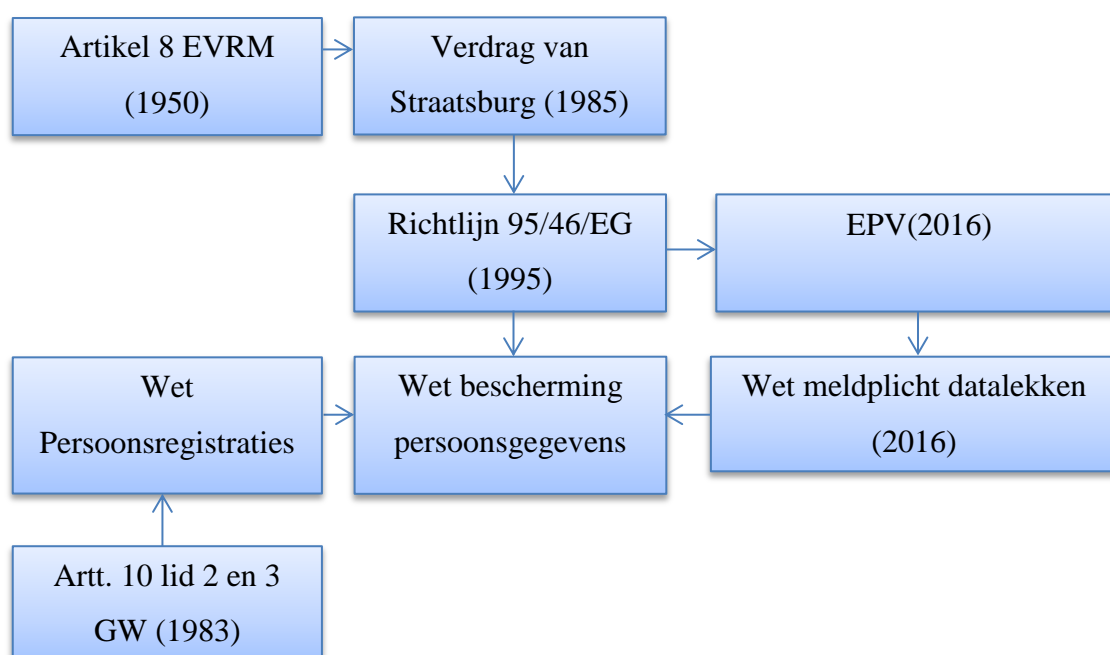 Artikel 8 EVRM
(1950)
Verdrag van
Straatsburg (1985)
Richtlijn 95/46/EG
(1995)
EPV(2016)
Wet
Persoonsregistraties
Wet bescherming
persoonsgegevens
Wet meldplicht datalekken
(2016)
Artt. 10 lid 2 en 3
GW (1983)